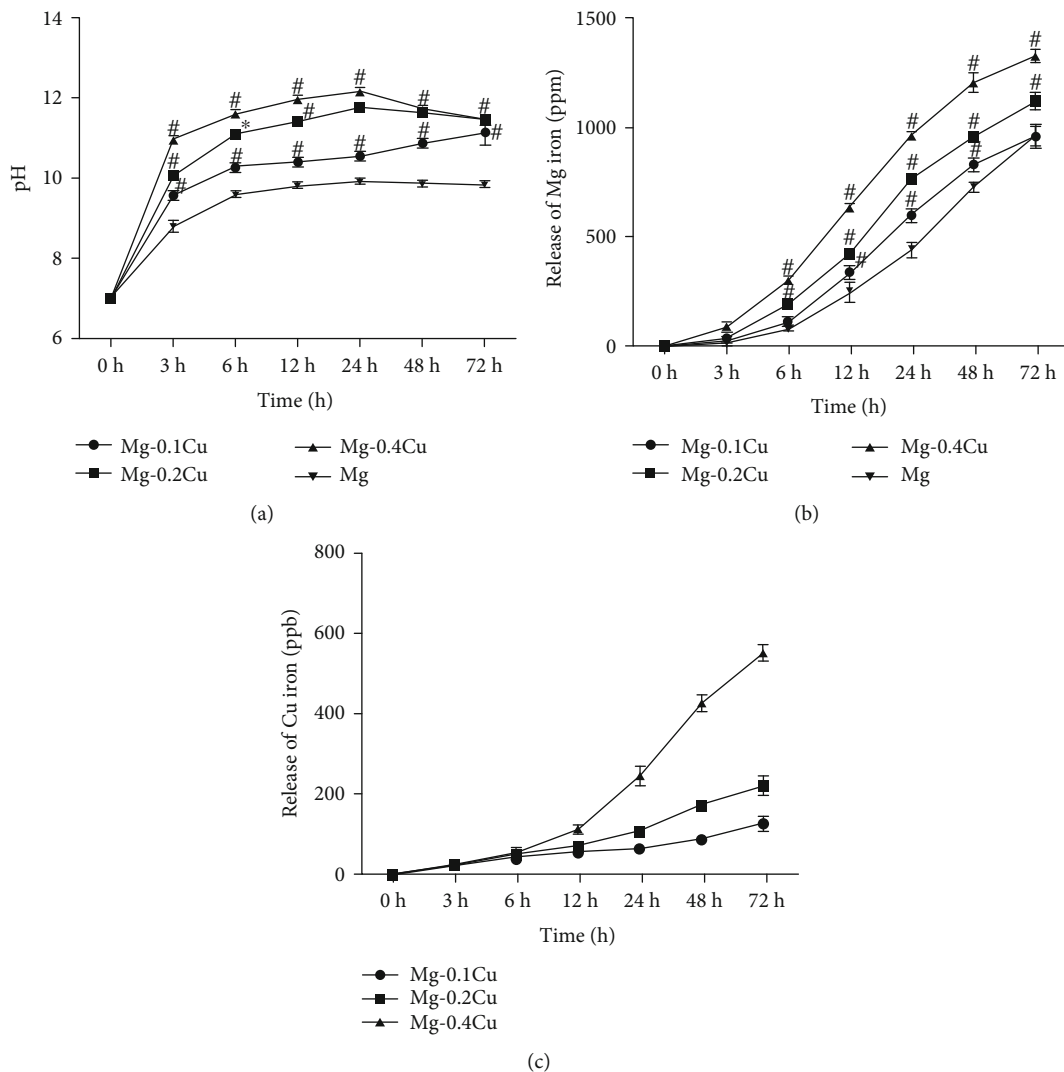 14
12
10
8
6
pH
# # # # # # #
# * #
# # # # # #
0 h 3 h 6 h 12 h 24 h 48 h 72 h
Time (h)
Mg-0.1Cu Mg-0.4Cu
Mg-0.2Cu Mg
(a)
1500
1000
500
0
Release of Mg iron (ppm)
# # # # #
# # # # #
# # #
0 h 3 h 6 h 12 h 24 h 48 h 72 h
Time (h)
Mg-0.1Cu Mg-0.4Cu
Mg-0.2Cu Mg
(b)
800
600
400
200
0
Release of Cu iron (ppb)
0 h 3 h 6 h 12 h 24 h 48 h 72 h
Time (h)
Mg-0.1Cu
Mg-0.2Cu
Mg-0.4Cu
(c)